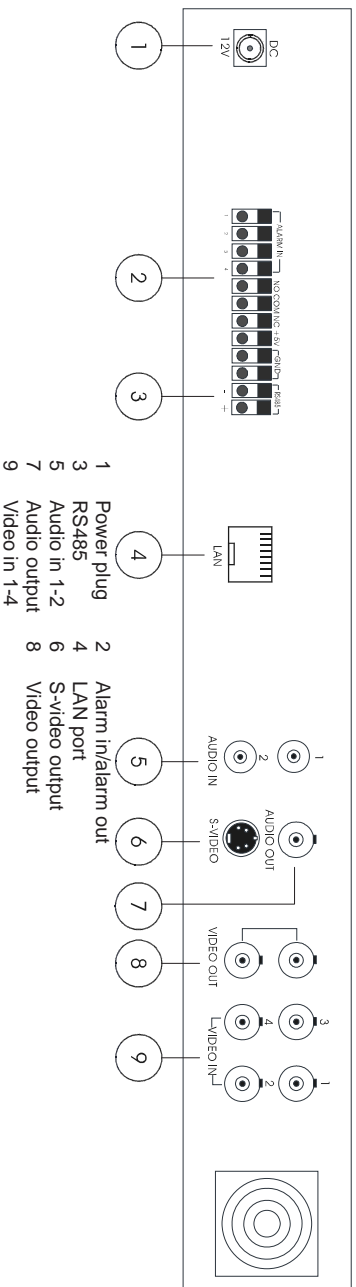 DC
12V
ALARM IN
1 2 3 4
NO COM NC +5V
GND
RS485
- +
LAN
1
2
AUDIO IN
AUDIO OUT
S-VIDEO
VIDEO OUT
3 1
4 2
VIDEO IN
1 2 3 4 5 6 7 8 9
1 Power plug 2 Alarm in/alarm out
3 RS485 4 LAN port
5 Audio in 1-2 6 S-video output
7 Audio output 8 Video output
9 Video in 1-4